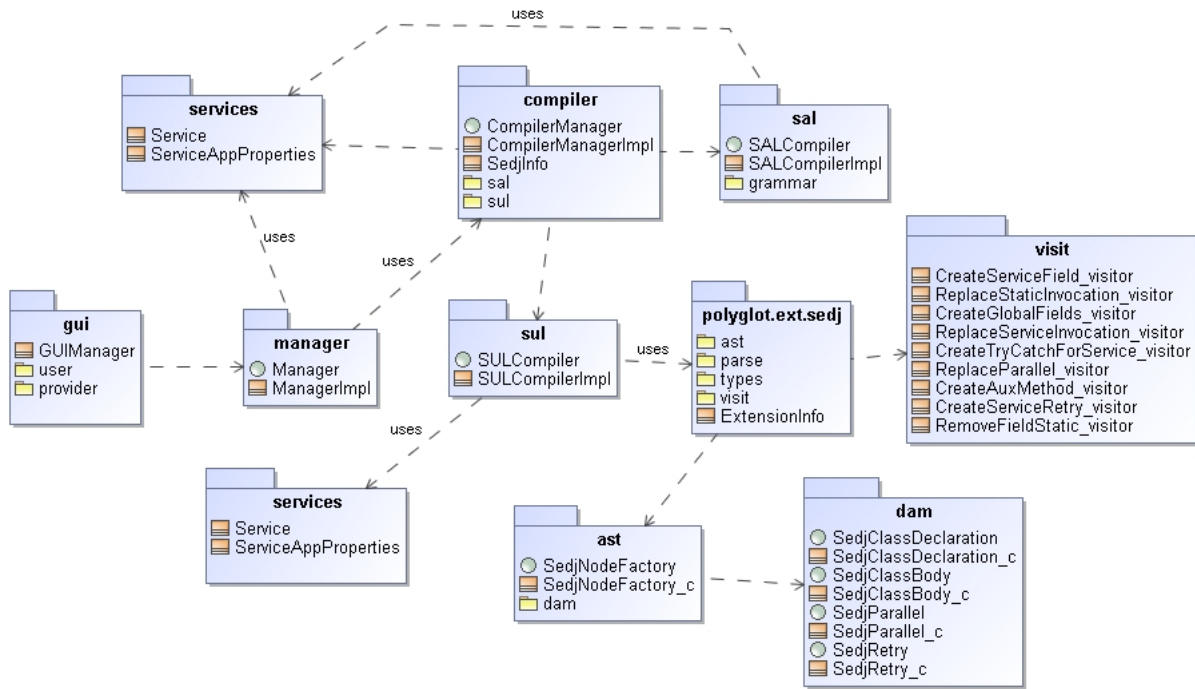 uses
services
Service
ServiceAppProperties
compiler
CompilerManager
CompilerManagerImpl
SedjInfo
sal
sul
sal
SALCompiler
SALCompilerImpl
grammar
uses
uses
visit
CreateServiceField_visitor
ReplaceStaticInvocation_visitor
CreateGlobalFields_visitor
ReplaceServiceInvocation_visitor
CreateTryCatchForService_visitor
ReplaceParallel_visitor
CreateAuxMethod_visitor
CreateServiceRetry_visitor
RemoveFieldStatic_visitor
gui
GUIManager
user
provider
manager
Manager
ManagerImpl
sul
SULCompiler
SULCompilerImpl
uses
polyglot.ext.sedj
ast
parse
types
visit
ExtensionInfo
uses
services
Service
ServiceAppProperties
ast
SedjNodeFactory
SedjNodeFactory_c
dam
dam
SedjClassDeclaration
SedjClassDeclaration_c
SedjClassBody
SedjClassBody_c
SedjParallel
SedjParallel_c
SedjRetry
SedjRetry_c